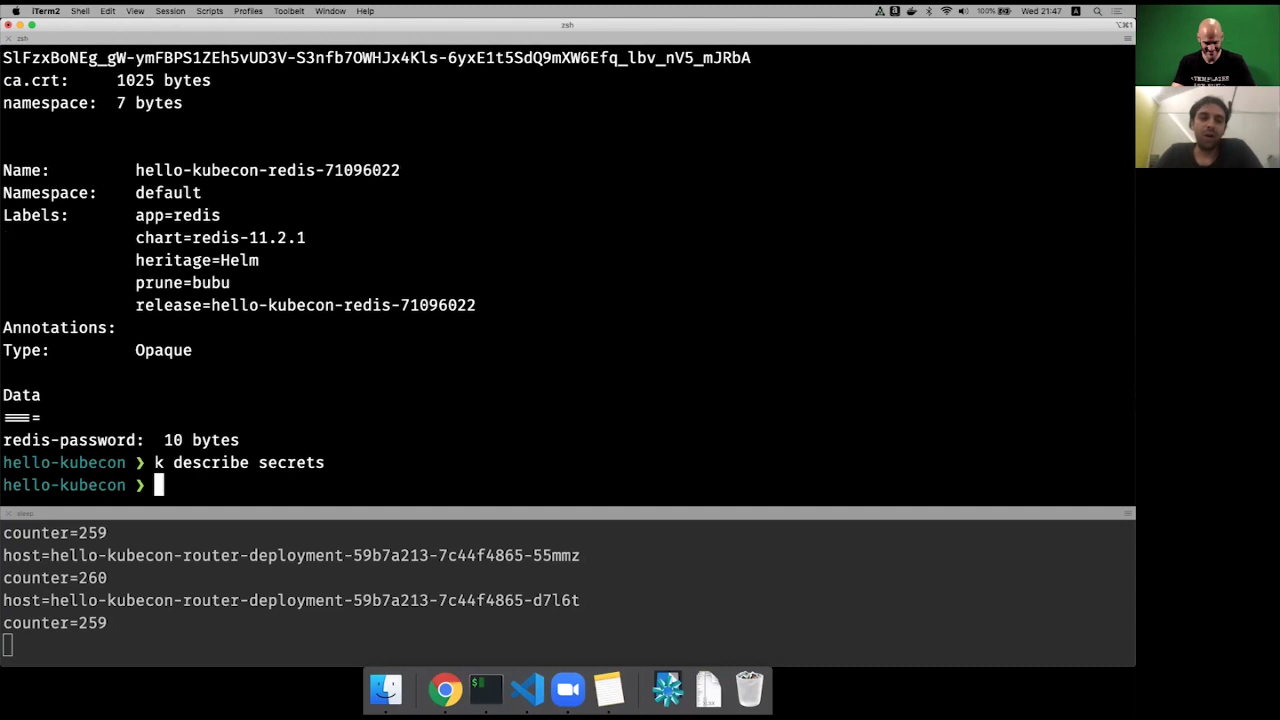 iTerm2 Shell Edit View Session Scripts Profiles Toolbelt Window Help 100% Wed 21:47
zsh ⌥⌘1
zsh
SlFzxBoNEg_gW-ymFBPS1ZEh5vUD3V-S3nfb7OWHJx4Kls-6yxE1t5SdQ9mXW6Efq_lbv_nV5_mJRbA
ca.crt: 1025 bytes
namespace: 7 bytes
Name: hello-kubecon-redis-71096022
Namespace: default
Labels: app=redis
chart=redis-11.2.1
heritage=Helm
prune=bubu
release=hello-kubecon-redis-71096022
Annotations:
Type: Opaque
Data
====
redis-password: 10 bytes
hello-kubecon ❯ k describe secrets
hello-kubecon ❯
sleep
counter=259
host=hello-kubecon-router-deployment-59b7a213-7c44f4865-55mmz
counter=260
host=hello-kubecon-router-deployment-59b7a213-7c44f4865-d7l6t
counter=259